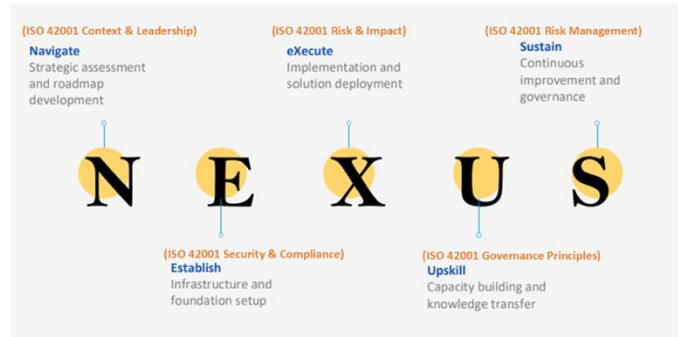 (ISO 42001 Context & Leadership)
Navigate
Strategic assessment
and roadmap
development
(ISO 42001 Risk & Impact)
eXecute
Implementation and
solution deployment
(ISO 42001 Risk Management)
Sustain
Continuous
improvement and
governance
N E X U S
(ISO 42001 Security & Compliance)
Establish
Infrastructure and
foundation setup
(ISO 42001 Governance Principles)
Upskill
Capacity building and
knowledge transfer